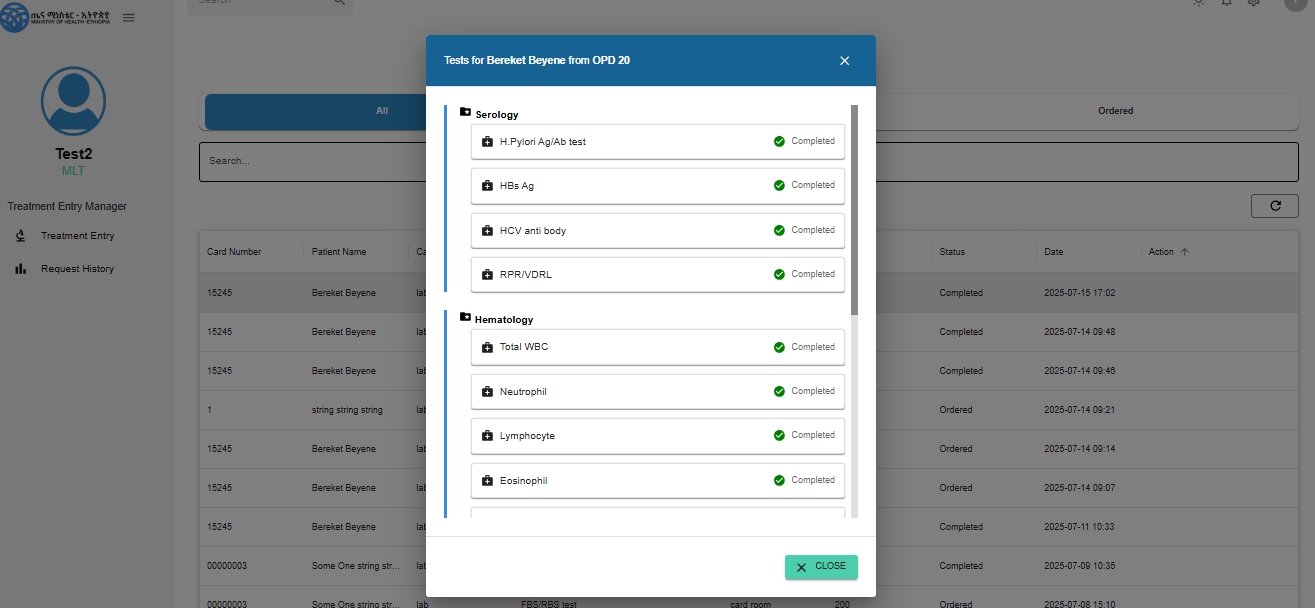 Search
ጤና ሚኒስቴር - ኢትዮጵያ
MINISTRY OF HEALTH-ETHIOPIA
Tests for Bereket Beyene from OPD 20
All
Ordered
Search...
Test2
MLT
Treatment Entry Manager
Treatment Entry
Request History
Serology
H.Pylori Ag/Ab test Completed
HBs Ag Completed
HCV anti body Completed
RPR/VDRL Completed
Hematology
Total WBC Completed
Neutrophil Completed
Lymphocyte Completed
Eosinophil Completed
CLOSE
Card Number Patient Name Ca Status Date Action
15245 Bereket Beyene lab Completed 2025-07-15 17:02
15245 Bereket Beyene lab Completed 2025-07-14 09:48
15245 Bereket Beyene lab Completed 2025-07-14 09:46
1 string string string lab Ordered 2025-07-14 09:21
15245 Bereket Beyene lab Ordered 2025-07-14 09:14
15245 Bereket Beyene lab Ordered 2025-07-14 09:07
15245 Bereket Beyene lab Completed 2025-07-11 10:33
00000003 Some One string str... lab Completed 2025-07-09 10:35
00000003 Some One string str... lab FBS/RBS test card room 200 Ordered 2025-07-08 15:10